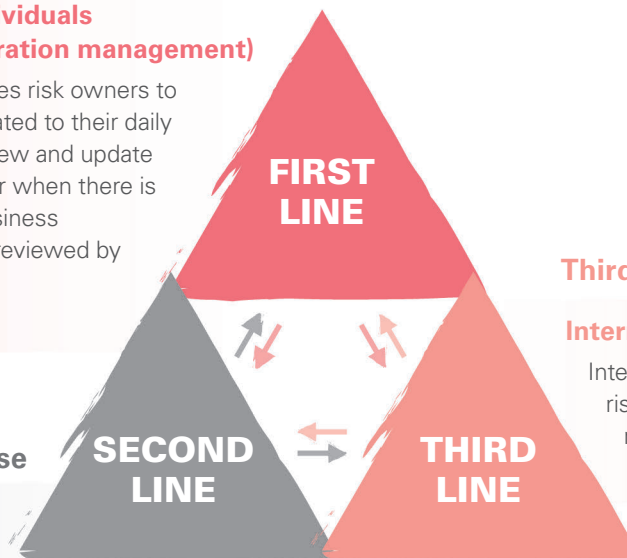 viduals
ration management)
es risk owners to
ated to their daily
ew and update
r when there is
siness
reviewed by
FIRST
LINE
Third
Inter
Inte
ris
se
SECOND
LINE
THIRD
LINE